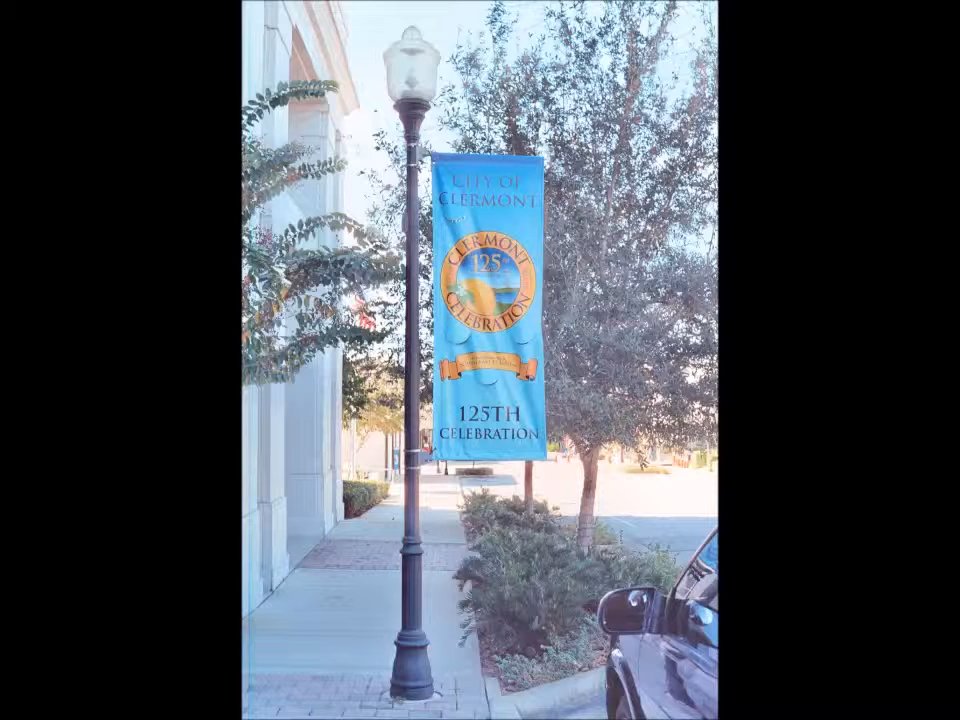 CITY OF
CLERMONT
CLERMONT
125
CELEBRATION
125TH
CELEBRATION